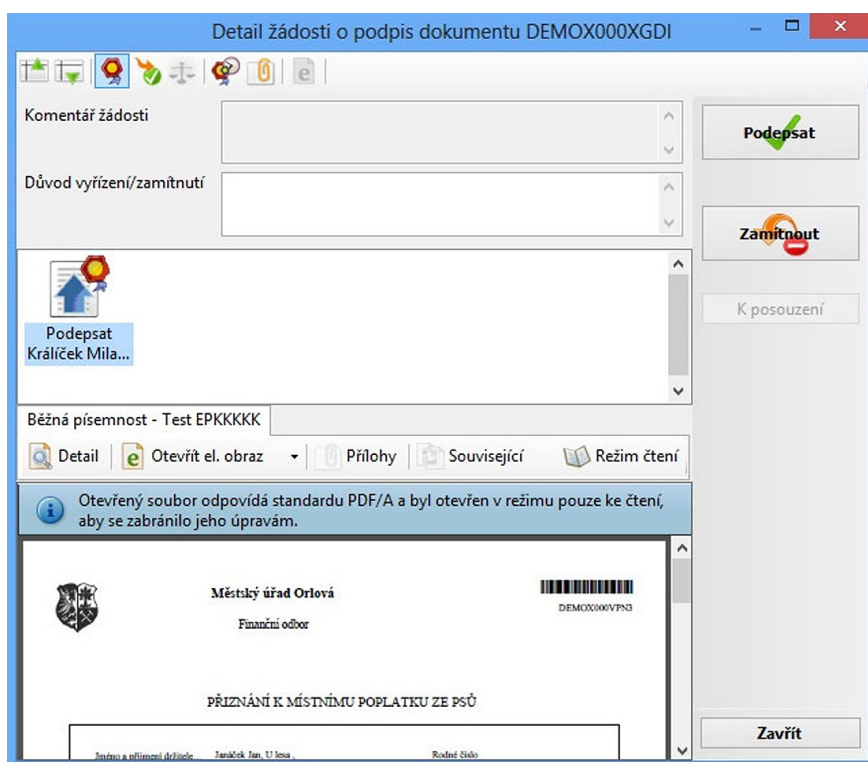 Detail žádosti o podpis dokumentu DEMOX000XGDI
Komentář žádosti
Podepsat
Důvod vyřízení/zamítnutí
Zamítnout
K posouzení
Podepsat
Králíček Mila...
Běžná písemnost - Test EPKKKKK
Detail
Otevřít el. obraz
Přílohy
Související
Režim čtení
Otevřený soubor odpovídá standardu PDF/A a byl otevřen v režimu pouze ke čtení,
aby se zabránilo jeho úpravám.
Městský úřad Orlová
DEMOX000VPN3
Finanční odbor
PŘIZNÁNÍ K MÍSTNÍMU POPLATKU ZE PSŮ
Jméno a příjmení držitele... Janáček Jan, U lesa , Rodné číslo
Zavřít